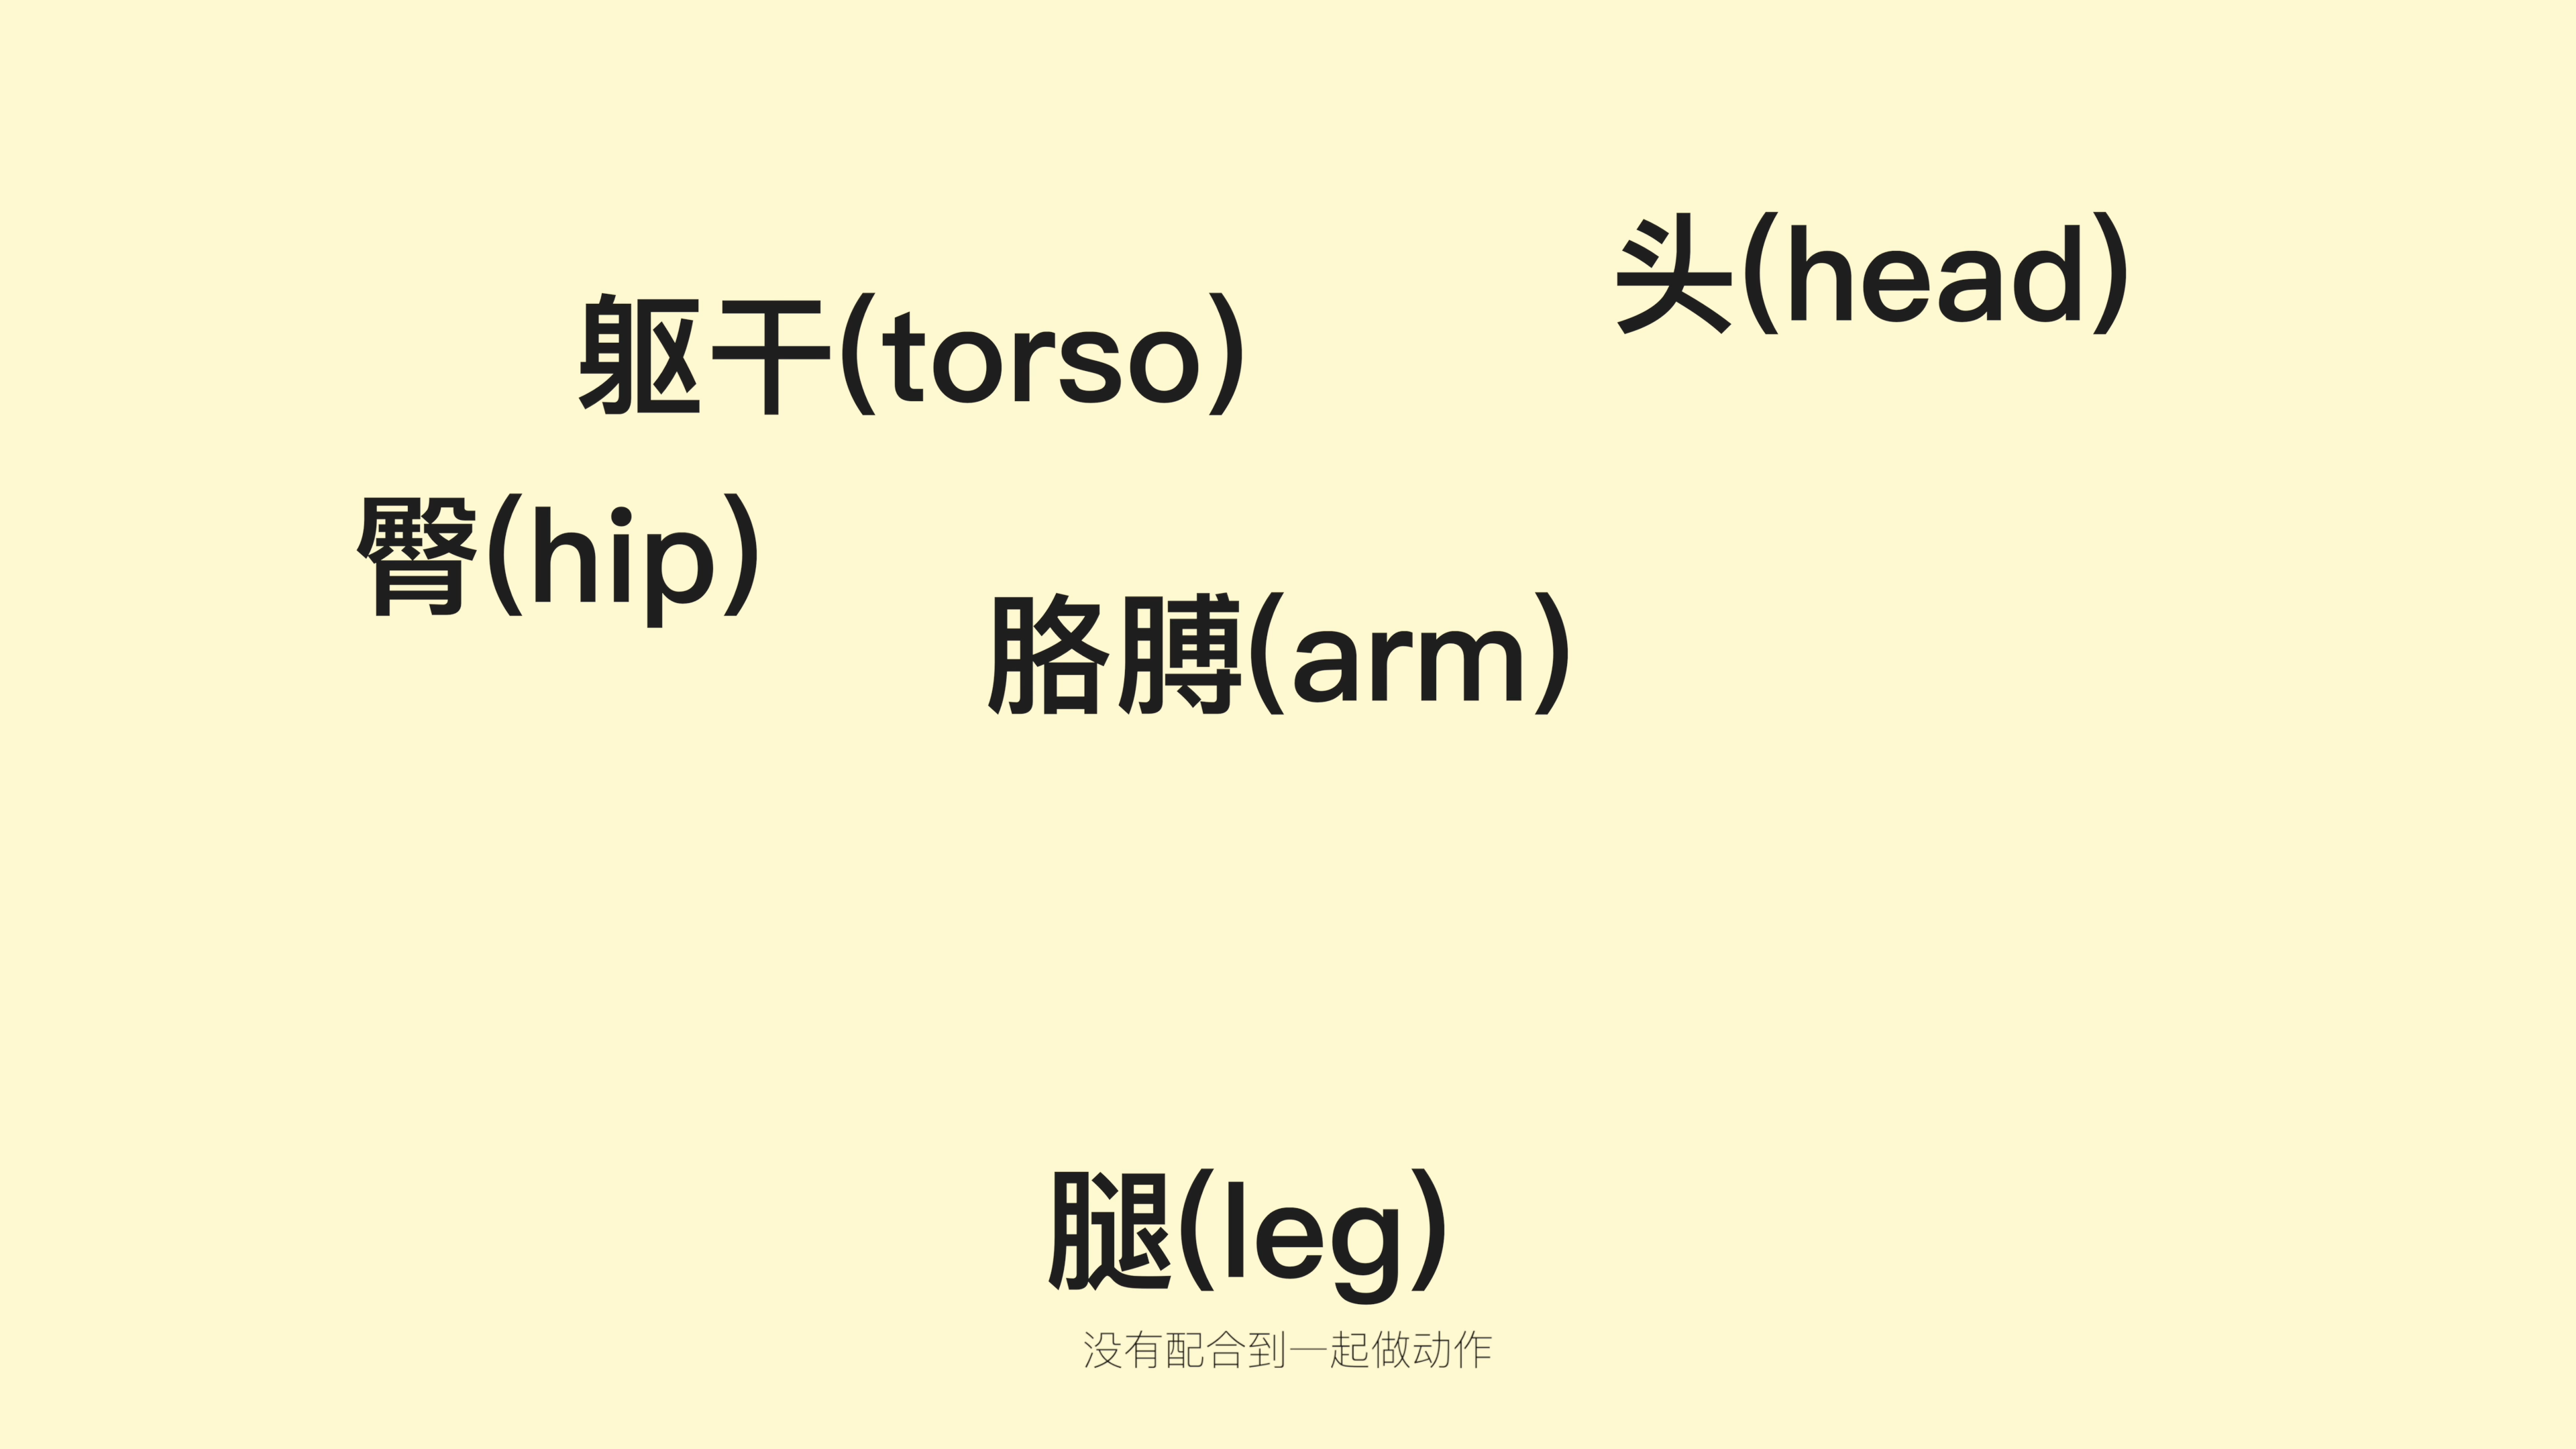 头(head)
躯干(torso)
臀(hip)
胳膊(arm)
腿(leg)
没有配合到一起做动作